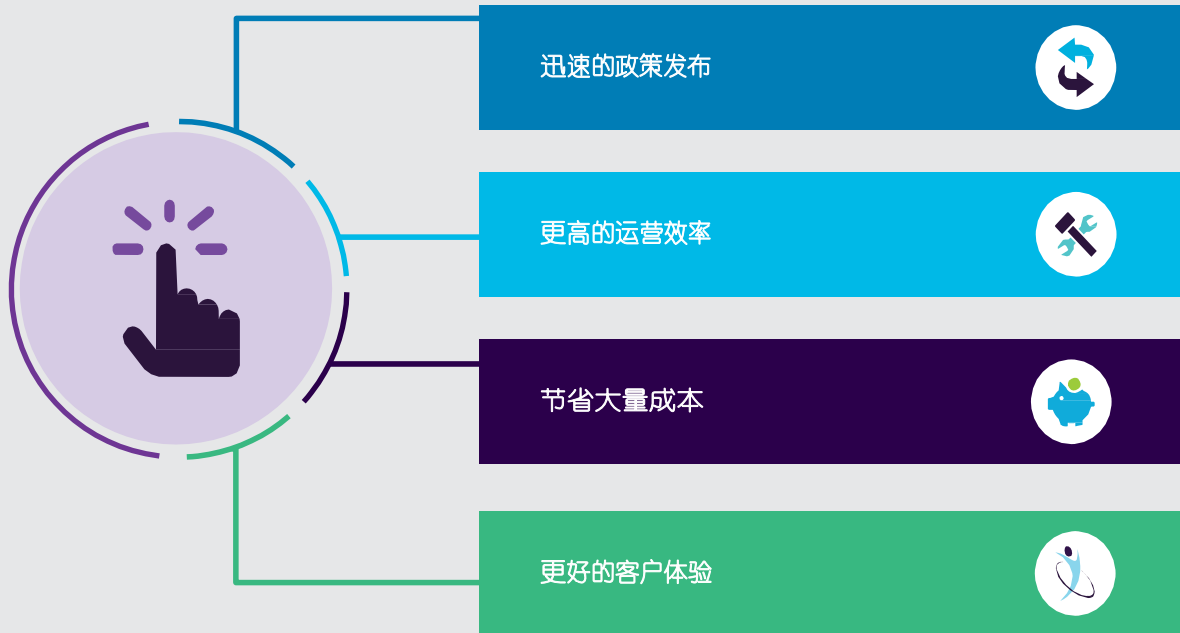 迅速的政策发布
更高的运营效率
节省大量成本
更好的客户体验